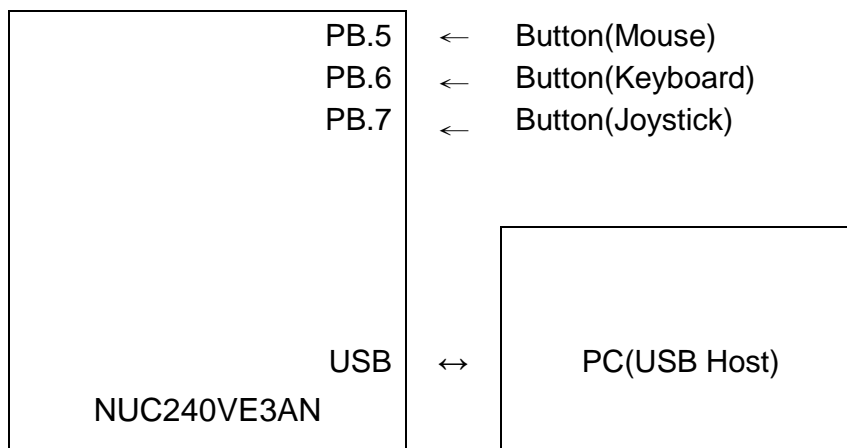 PB.5 ← Button(Mouse)
PB.6 ← Button(Keyboard)
PB.7 ← Button(Joystick)
USB ↔ PC(USB Host)
NUC240VE3AN